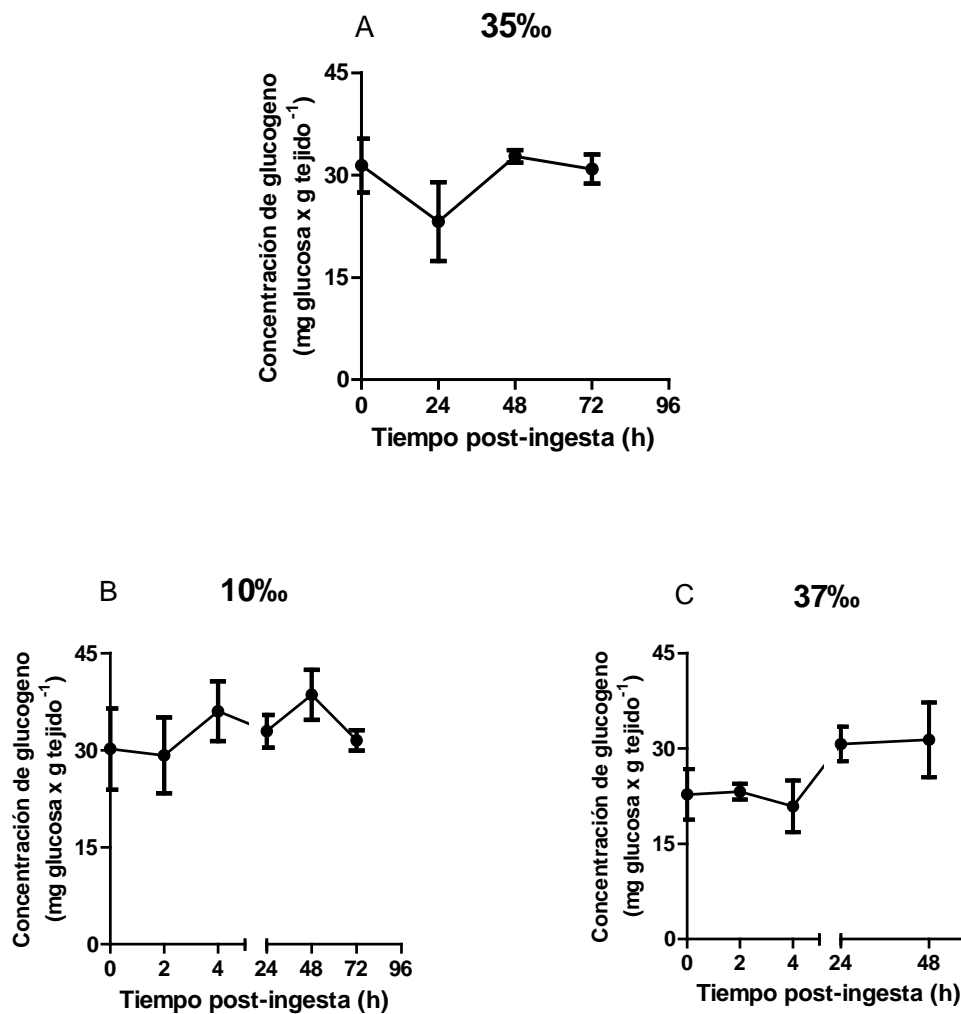 A 35‰
Concentración de glucogeno
(mg glucosa x g tejido-1)
45
30
15
0
0 24 48 72 96
Tiempo post-ingesta (h)
B 10‰
Concentración de glucogeno
(mg glucosa x g tejido-1)
45
30
15
0
0 2 4 24 48 72 96
Tiempo post-ingesta (h)
C 37‰
Concentración de glucogeno
(mg glucosa x g tejido-1)
45
30
15
0
0 2 4 24 48
Tiempo post-ingesta (h)